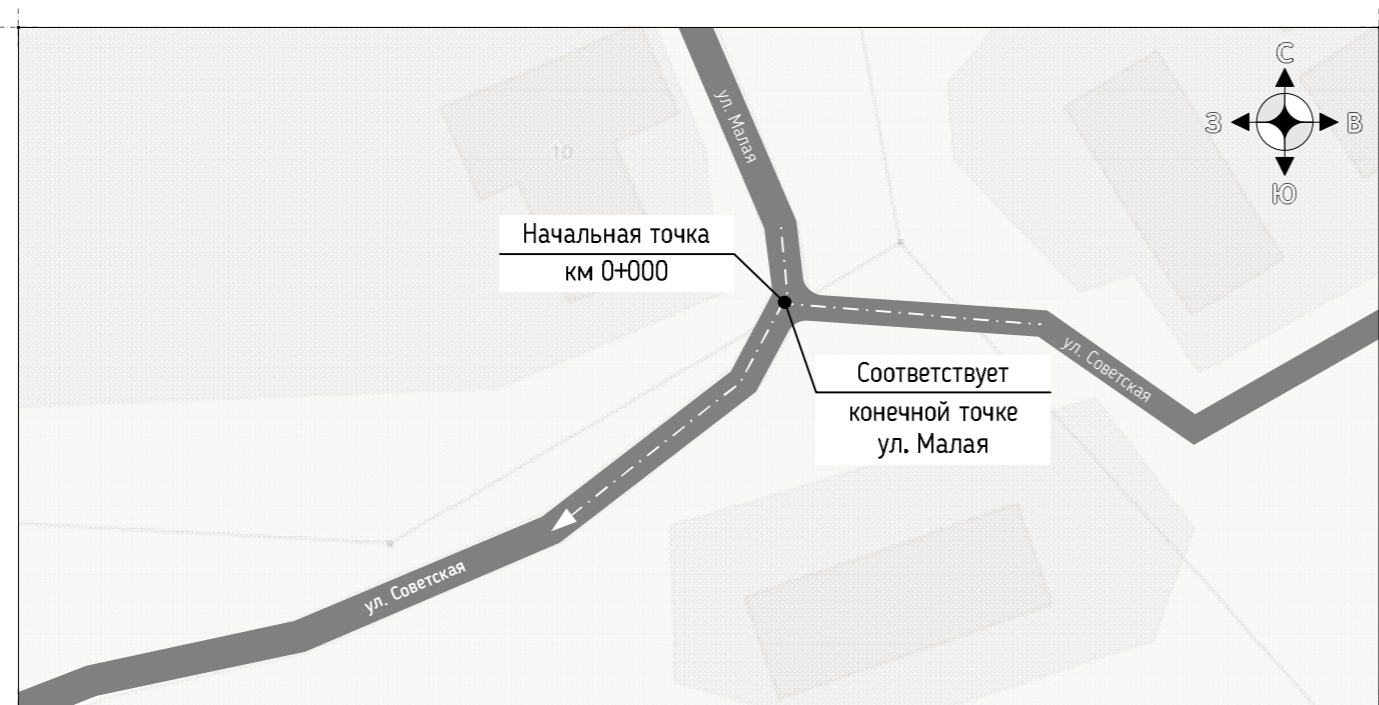 С
З
В
Ю
ул. Малая
10
Начальная точка
км 0+000
ул. Советская
Соответствует
конечной точке
ул. Малая
ул. Советская